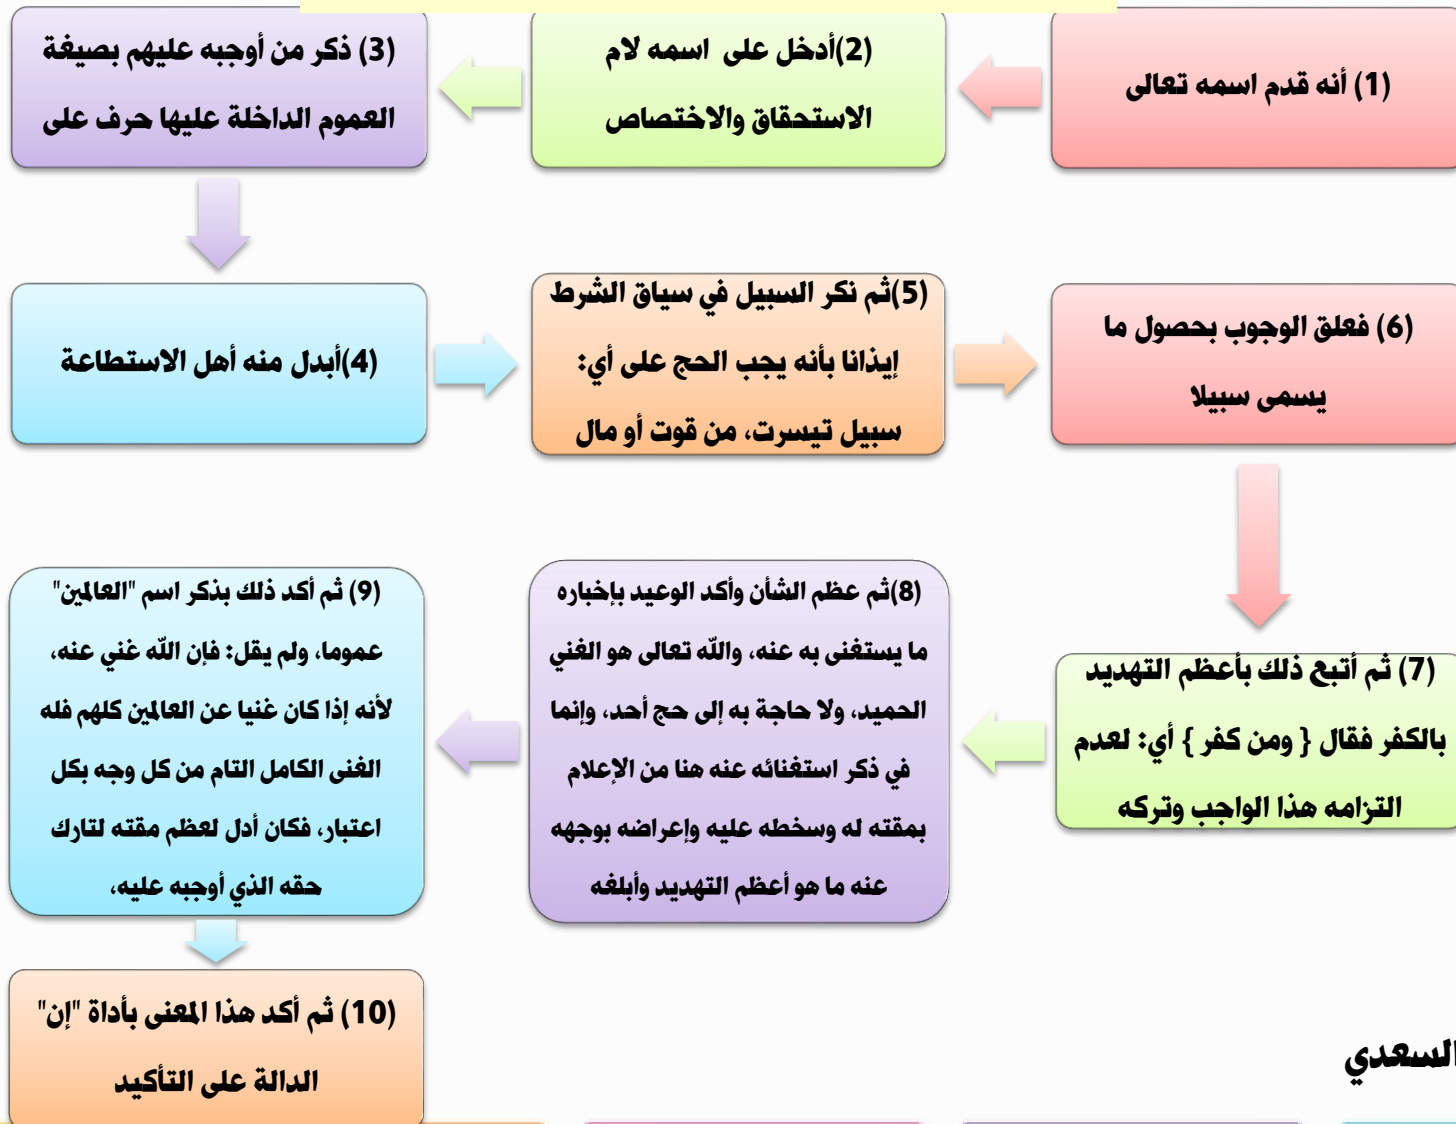 (1) أنه قدم اسمه تعالى
(2)أدخل على اسمه لام
الاستحقاق والاختصاص
(3) ذكر من أوجبه عليهم بصيغة
العموم الداخلة عليها حرف على
(4)أبدل منه أهل الاستطاعة
(5)ثم نكر السبيل في سياق الشرط
إيذانا بأنه يجب الحج على أي:
سبيل تيسرت، من قوت أو مال
(6) فعلق الوجوب بحصول ما
يسمى سبيلا
(7) ثم أتبع ذلك بأعظم التهديد
بالكفر فقال { ومن كفر } أي: لعدم
التزامه هذا الواجب وتركه
(8)ثم عظم الشأن وأكد الوعيد بإخباره
ما يستغنى به عنه، والله تعالى هو الغني
الحميد، ولا حاجة به إلى حج أحد، وإنما
في ذكر استغنائه عنه هنا من الإعلام
بمقته له وسخطه عليه وإعراضه بوجهه
عنه ما هو أعظم التهديد وأبلغه
(9) ثم أكد ذلك بذكر اسم "العالمين"
عموما، ولم يقل: فإن الله غني عنه،
لأنه إذا كان غنيا عن العالمين كلهم فله
الغنى الكامل التام من كل وجه بكل
اعتبار، فكان أدل لعظم مقته لتارك
حقه الذي أوجبه عليه،
(10) ثم أكد هذا المعنى بأداة "إن"
الدالة على التأكيد
السعدي